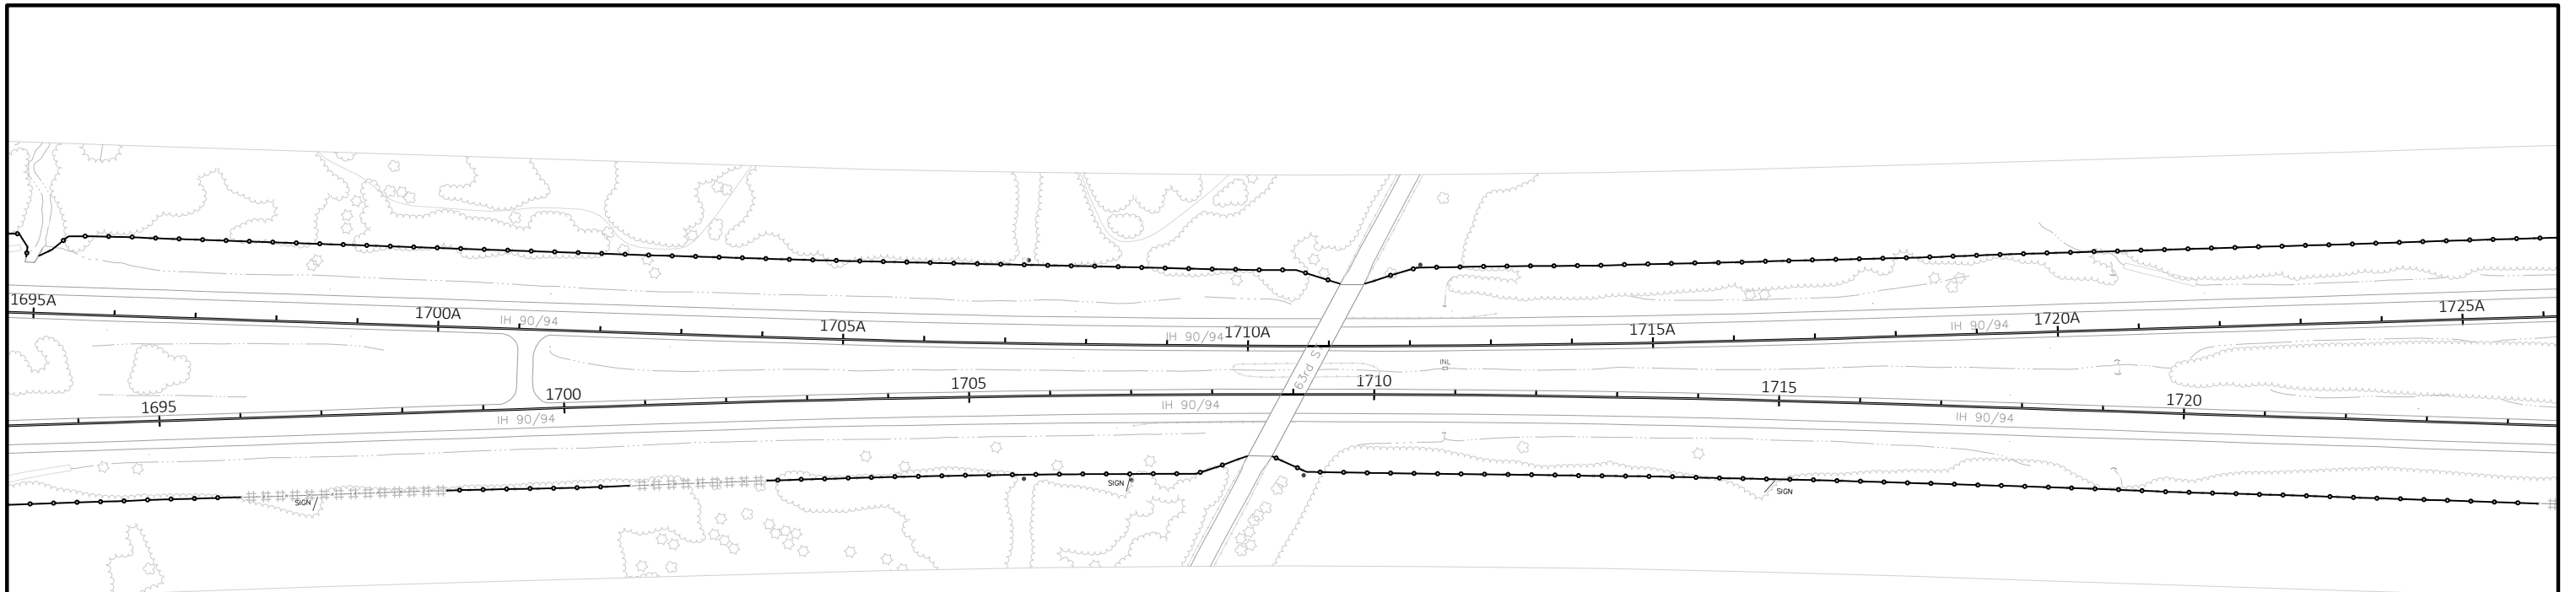 1695A
1700A
IH 90/94
1705A
IH 90/94
1710A
1715A
IH 90/94
1720A
1725A
INL
63rd St
1695
IH 90/94
1700
1705
IH 90/94
1710
1715
IH 90/94
1720
SIGN
SIGN
SIGN